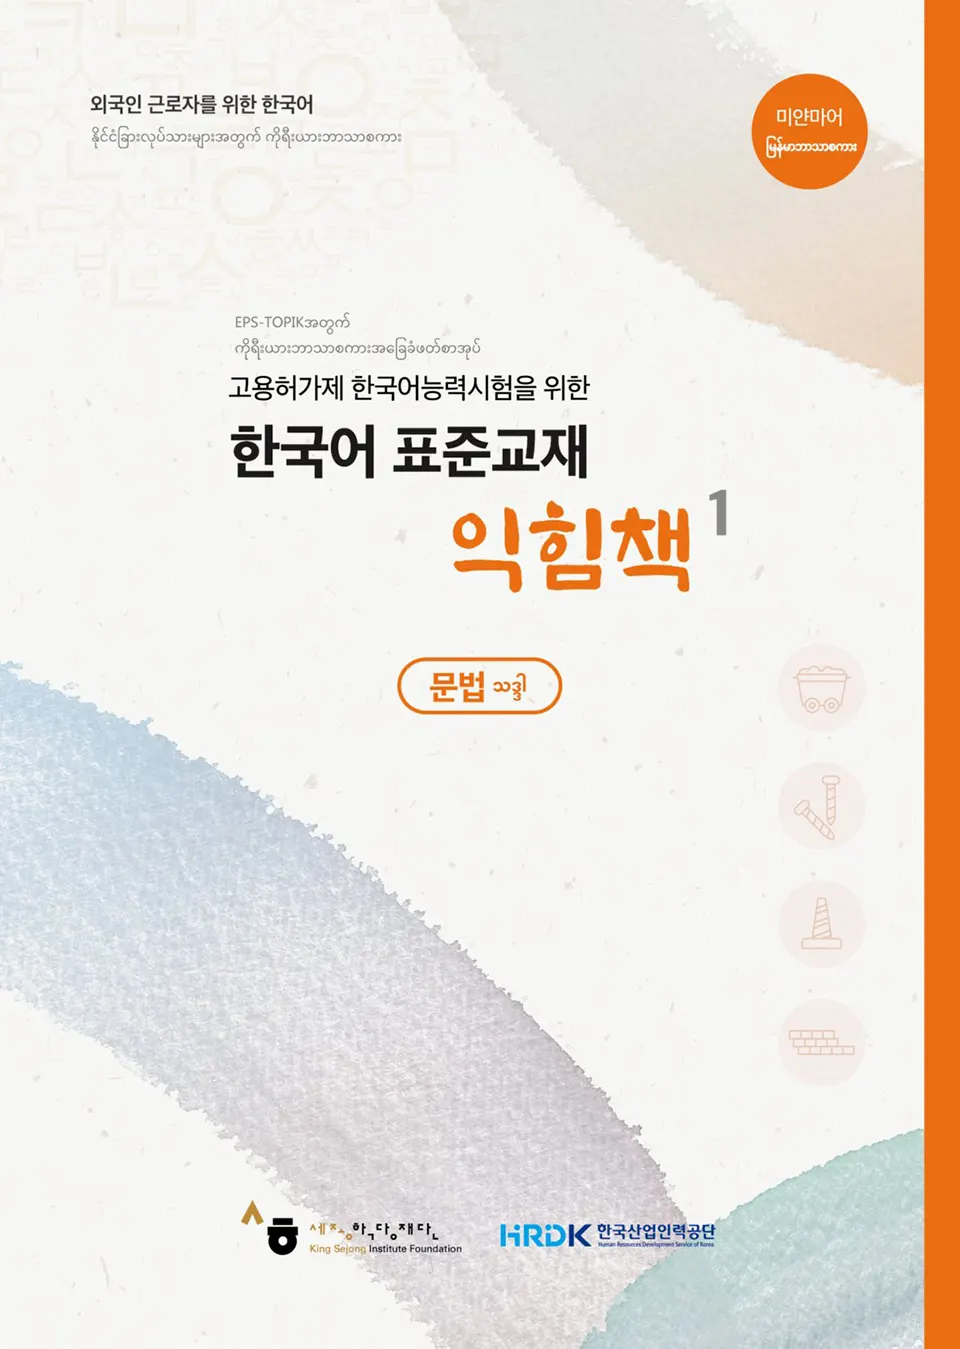 외국인 근로자를 위한 한국어
နိုင်ငံခြားလုပ်သားများအတွက် ကိုရီးယားဘာသာစကား
미얀마어
မြန်မာဘာသာစကား
EPS-TOPIKအတွက်
ကိုရီးယားဘာသာစကားအခြေခံဖတ်စာအုပ်
고용허가제 한국어능력시험을 위한
한국어 표준교재
익힘책 1
문법 သဒ္ဒါ
세종학당재단
King Sejong Institute Foundation
HRDK 한국산업인력공단
Human Resources Development Service of Korea